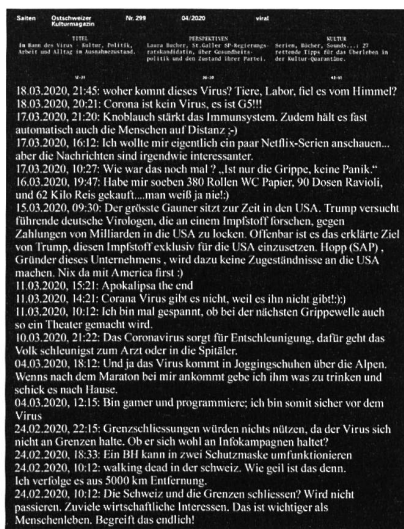 Saiten
Ostschweizer
Kulturmagazin
Nr. 299
04/2020
viral
TITEL
Im Bann des Virus – Kultur, Politik,
Arbeit und Alltag im Ausnahmezustand.
PERSPEKTIVEN
Laura Bucher, St.Galler SP-Regierungs-
ratskandidatin, über Gesundheits-
politik und den Zustand ihrer Partei.
KULTUR
Serien, Bücher, Sounds...: 27
rettende Tipps für das Überleben in
der Kultur-Quarantäne.
18.03.2020, 21:45: woher kommt dieses Virus? Tiere, Labor, fiel es vom Himmel?
18.03.2020, 20:21: Corona ist kein Virus, es ist G5!!!
17.03.2020, 21:20: Knoblauch stärkt das Immunsystem. Zudem hält es fast
automatisch auch die Menschen auf Distanz ;-)
17.03.2020, 16:12: Ich wollte mir eigentlich ein paar Netflix-Serien anschauen...
aber die Nachrichten sind irgendwie interessanter.
17.03.2020, 10:27: Wie war das noch mal ? „Ist nur die Grippe, keine Panik.“
16.03.2020, 19:47: Habe mir soeben 380 Rollen WC Papier, 90 Dosen Ravioli,
und 62 Kilo Reis gekauft....man weiß ja nie!:)
15.03.2020, 09:30: Der grösste Gauner sitzt zur Zeit in den USA. Trump versucht
führende deutsche Virologen, die an einem Impfstoff forschen, gegen
Zahlungen von Milliarden in die USA zu locken. Offenbar ist es das erklärte Ziel
von Trump, diesen Impfstoff exklusiv für die USA einzusetzen. Hopp (SAP) ,
Gründer dieses Unternehmens , wird dazu keine Zugeständnisse an die USA
machen. Nix da mit America first :)
11.03.2020, 15:21: Apokalipsa the end
11.03.2020, 14:21: Corana Virus gibt es nicht, weil es ihn nicht gibt!:):)
11.03.2020, 10:12: Ich bin mal gespannt, ob bei der nächsten Grippewelle auch
so ein Theater gemacht wird.
10.03.2020, 21:22: Das Coronavirus sorgt für Entschleunigung, dafür geht das
Volk schleunigst zum Arzt oder in die Spitäler.
04.03.2020, 18:12: Und ja das Virus kommt in Joggingschuhen über die Alpen.
Wenns nach dem Maraton bei mir ankommt gebe ich ihm was zu trinken und
schick es nach Hause.
04.03.2020, 12:15: Bin gamer und programmiere; ich bin somit sicher vor dem
Virus
24.02.2020, 22:15: Grenzschliessungen würden nichts nützen, da der Virus sich
nicht an Grenzen halte. Ob er sich wohl an Infokampagnen haltet?
24.02.2020, 18:33: Ein BH kann in zwei Schutzmaske umfunktionieren
24.02.2020, 10:12: walking dead in der schweiz. Wie geil ist das denn.
Ich verfolge es aus 5000 km Entfernung.
24.02.2020, 10:12: Die Schweiz und die Grenzen schliessen? Wird nicht
passieren. Zuviele wirtschaftliche Interessen. Das ist wichtiger als
Menschenleben. Begreift das endlich!